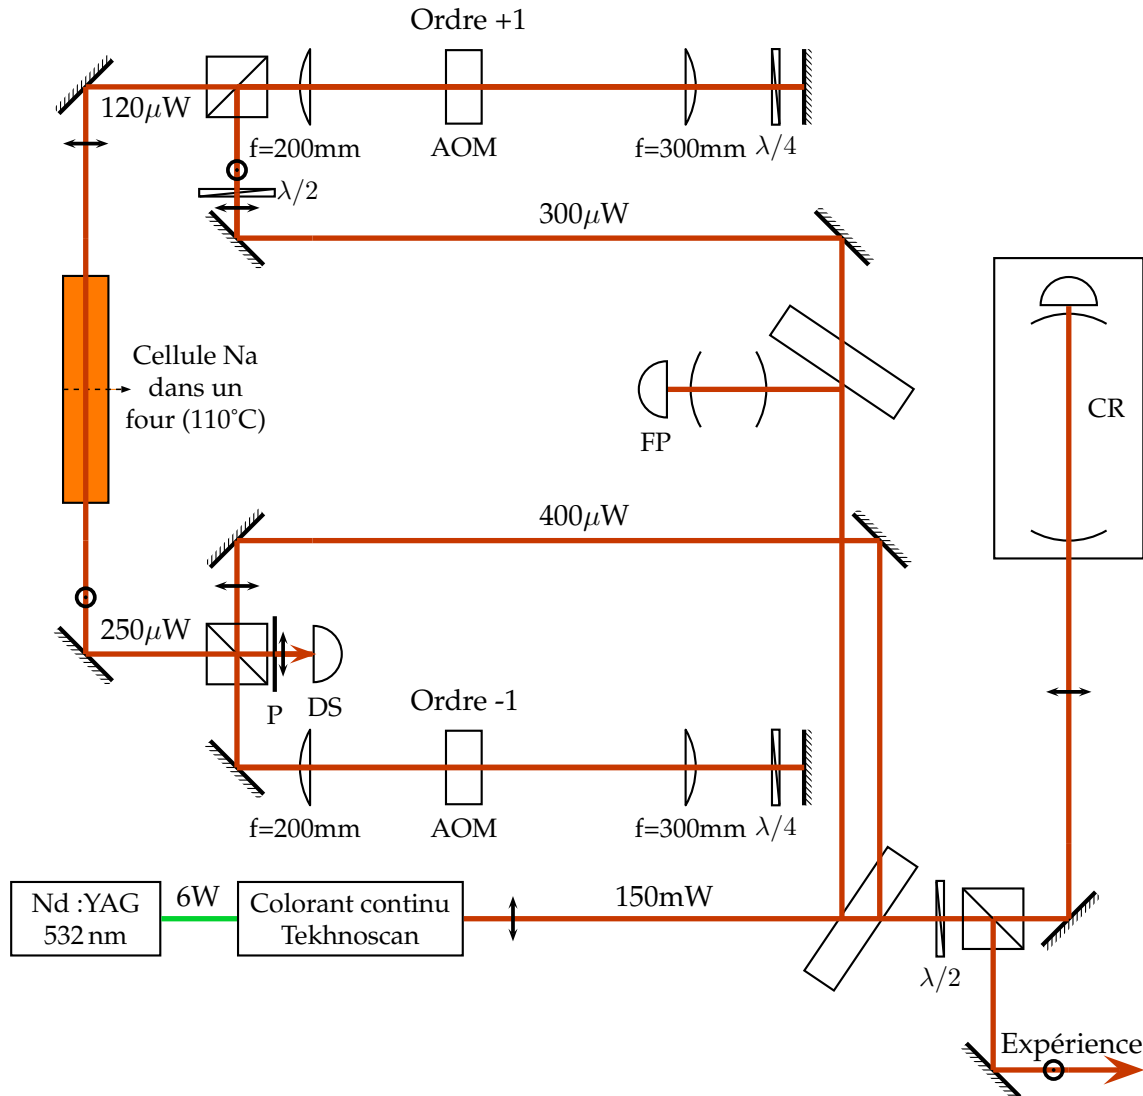 Ordre +1
120μW
f=200mm
AOM
f=300mm
λ/4
λ/2
300μW
Cellule Na
dans un
four (110°C)
FP
CR
400μW
250μW
P
DS
Ordre -1
f=200mm
AOM
f=300mm
λ/4
Nd :YAG
532 nm
6W
Colorant continu
Tekhnoscan
150mW
λ/2
Expérience